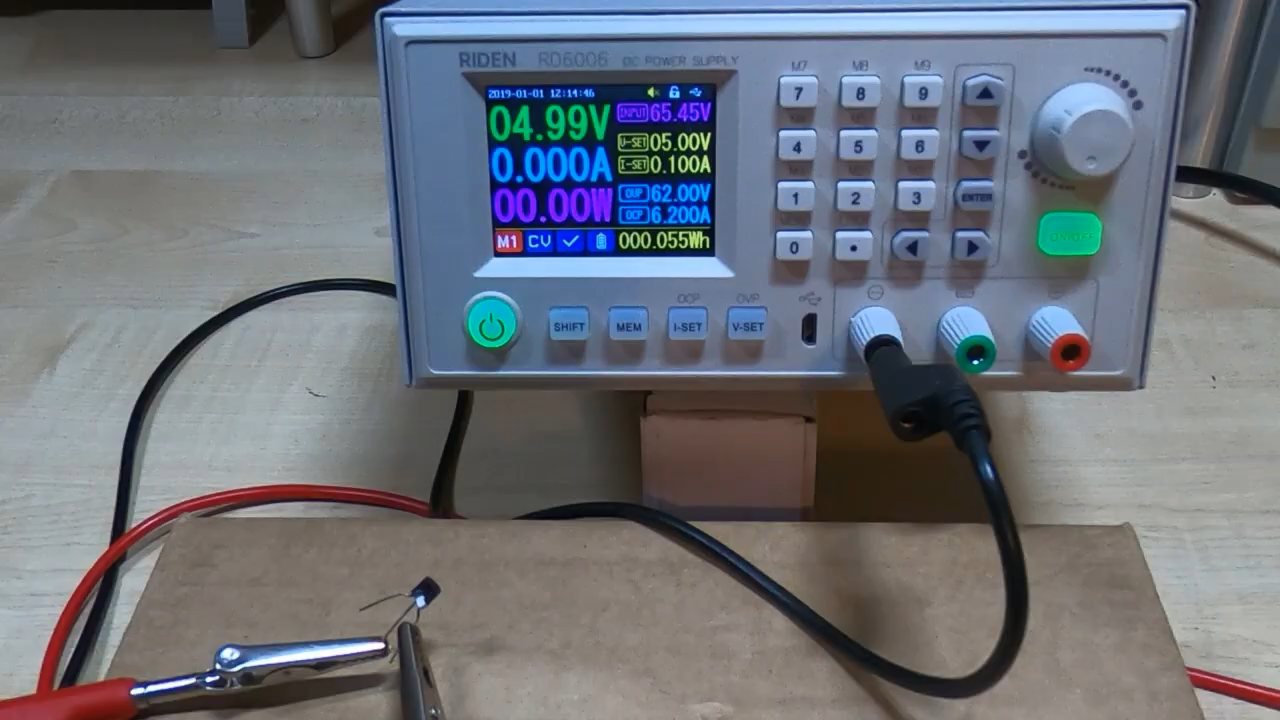 RIDEN RD6006 DC POWER SUPPLY
2019-01-01 12:14:46
04.99V
INPUT 65.45V
0.000A
V-SET 05.00V
I-SET 0.100A
00.00W
OVP 62.00V
OCP 6.200A
M1 CV 000.055Wh
M7 M8 M9
7 8 9
4 5 6
1 2 3 ENTER
0 .
ON/OFF
OCP OVP
SHIFT MEM I-SET V-SET